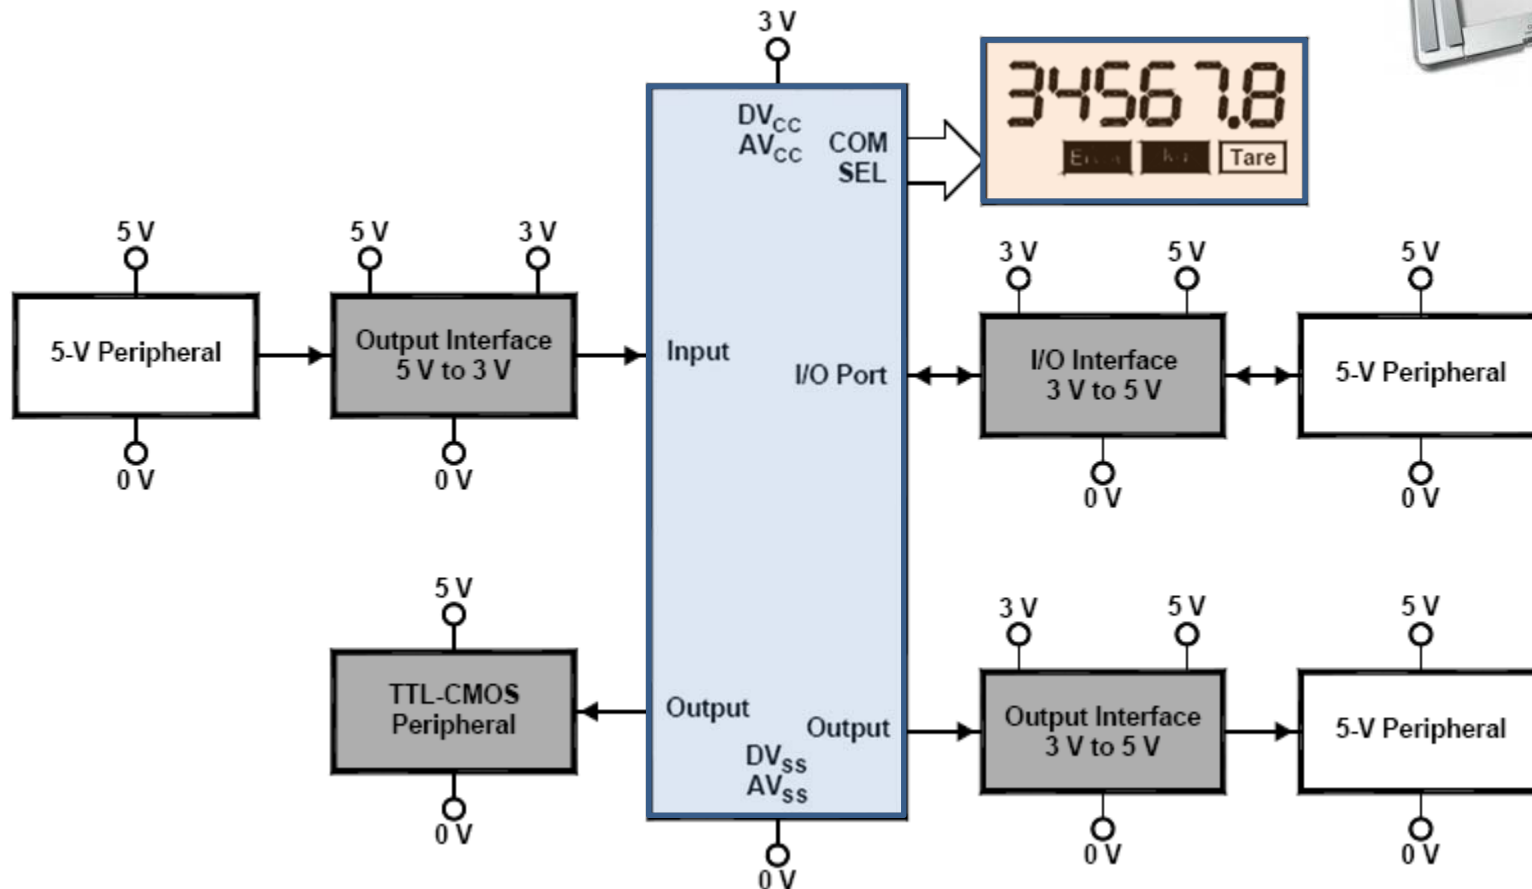 3 V
DVCC
AVCC
COM
SEL
34567.8
Tare
5 V
5 V
3 V
5-V Peripheral
Output Interface
5 V to 3 V
Input
0 V
0 V
3 V
5 V
5 V
I/O Port
I/O Interface
3 V to 5 V
5-V Peripheral
0 V
0 V
5 V
TTL-CMOS
Peripheral
Output
0 V
Output
DVSS
AVSS
0 V
3 V
5 V
5 V
Output Interface
3 V to 5 V
5-V Peripheral
0 V
0 V